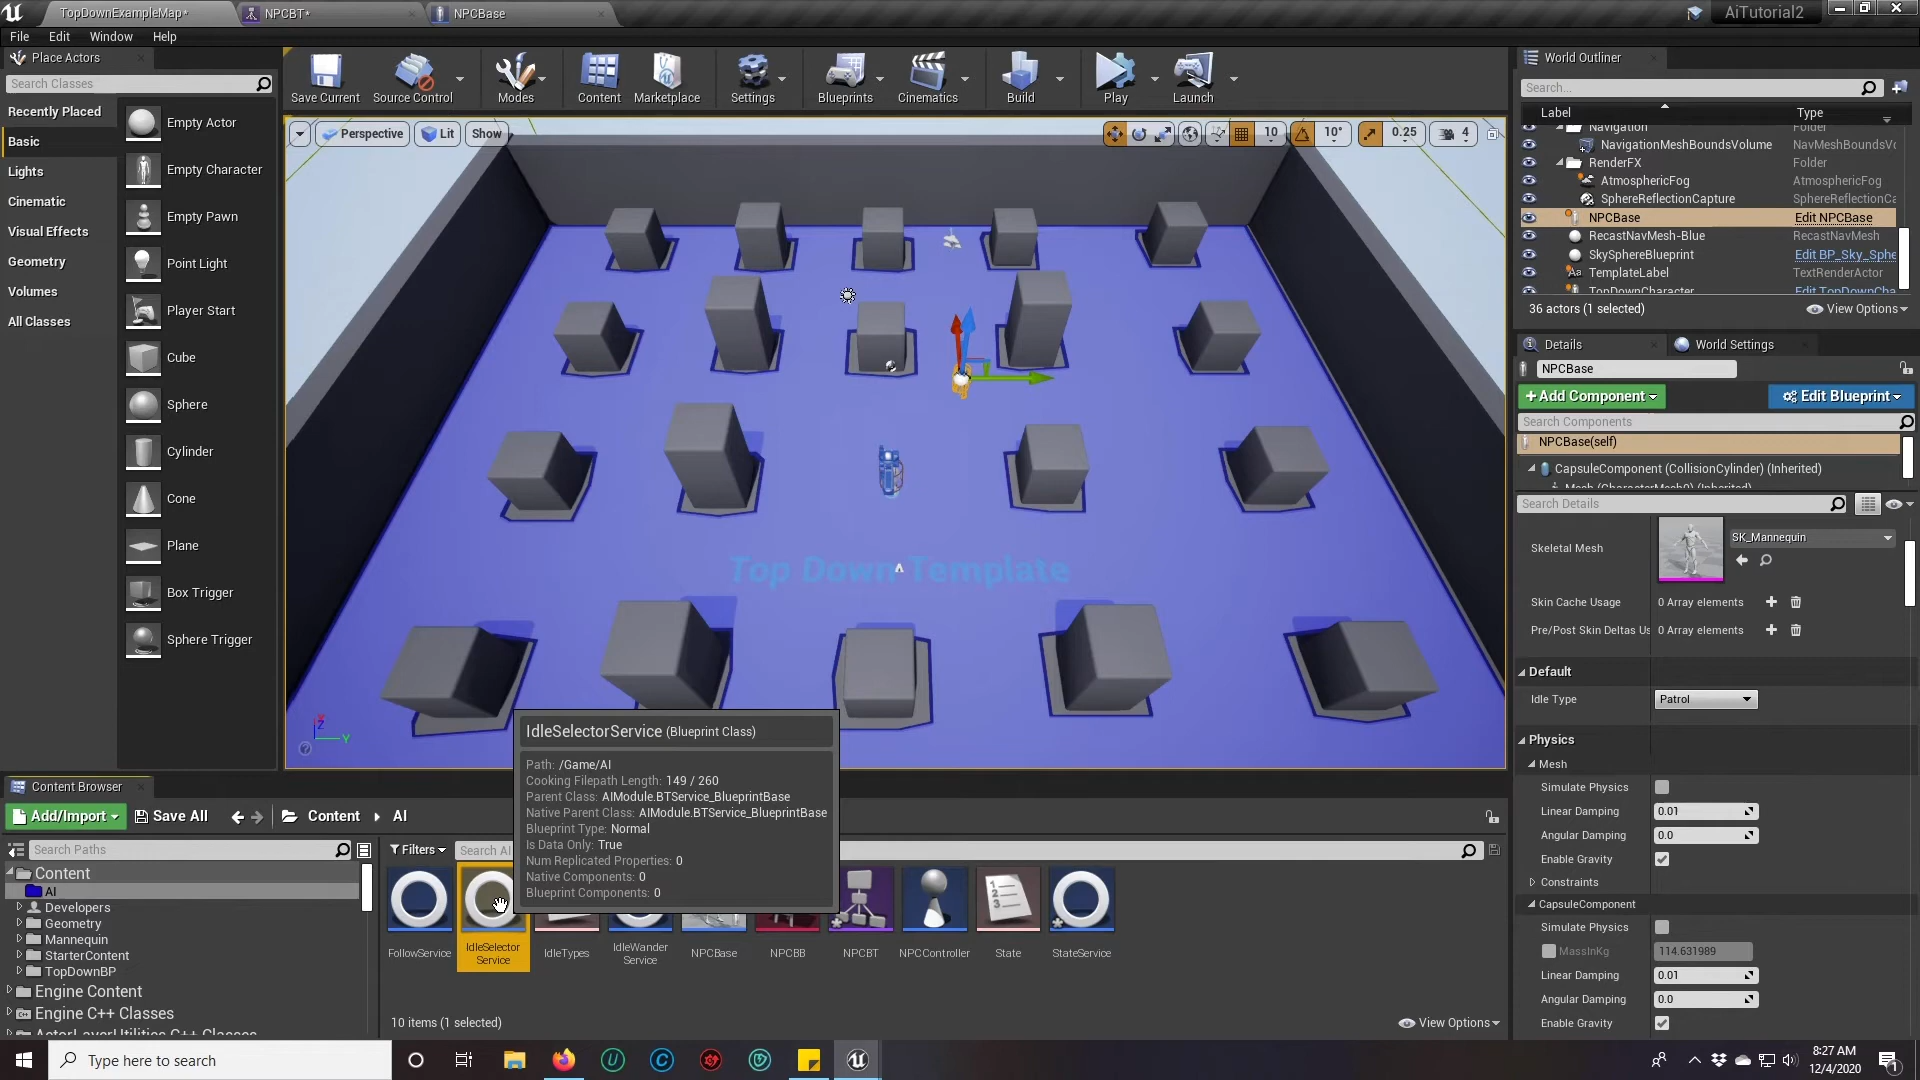 TopDownExampleMap*
NPCBT*
NPCBase
AiTutorial2
File
Edit
Window
Help
Place Actors
Search Classes
Recently Placed
Basic
Lights
Cinematic
Visual Effects
Geometry
Volumes
All Classes
Empty Actor
Empty Character
Empty Pawn
Point Light
Player Start
Cube
Sphere
Cylinder
Cone
Plane
Box Trigger
Sphere Trigger
Save Current
Source Control
Modes
Content
Marketplace
Settings
Blueprints
Cinematics
Build
Play
Launch
Perspective
Lit
Show
10
10°
0.25
4
Top Down Template
Z
Y
World Outliner
Search...
Label
Type
Navigation
Folder
NavigationMeshBoundsVolume
NavMeshBoundsVo
RenderFX
Folder
AtmosphericFog
AtmosphericFog
SphereReflectionCapture
SphereReflectionCa
NPCBase
Edit NPCBase
RecastNavMesh-Blue
RecastNavMesh
SkySphereBlueprint
Edit BP_Sky_Sphe
TemplateLabel
TextRenderActor
TopDownCharacter
Edit TopDownCha
36 actors (1 selected)
View Options
Details
World Settings
NPCBase
+ Add Component
Edit Blueprint
Search Components
NPCBase(self)
CapsuleComponent (CollisionCylinder) (Inherited)
Mesh (CharacterMesh0) (Inherited)
Search Details
Skeletal Mesh
SK_Mannequin
Skin Cache Usage
0 Array elements
Pre/Post Skin Deltas Us
0 Array elements
Default
Idle Type
Patrol
Physics
Mesh
Simulate Physics
Linear Damping
0.01
Angular Damping
0.0
Enable Gravity
Constraints
CapsuleComponent
Simulate Physics
MassInKg
114.631989
Linear Damping
0.01
Angular Damping
0.0
Enable Gravity
IdleSelectorService (Blueprint Class)
Path: /Game/AI
Cooking Filepath Length: 149 / 260
Parent Class: AIModule.BTService_BlueprintBase
Native Parent Class: AIModule.BTService_BlueprintBase
Blueprint Type: Normal
Is Data Only: True
Num Replicated Properties: 0
Native Components: 0
Blueprint Components: 0
Content Browser
Add/Import
Save All
Content
AI
Search Paths
Filters
Search AI
Content
AI
Developers
Geometry
Mannequin
StarterContent
TopDownBP
Engine Content
Engine C++ Classes
ActorLayerUtilities C++ Classes
FollowService
IdleSelector
Service
IdleTypes
IdleWander
Service
NPCBase
NPCBB
NPCBT
NPCController
State
StateService
10 items (1 selected)
View Options
Type here to search
8:27 AM
12/4/2020
1